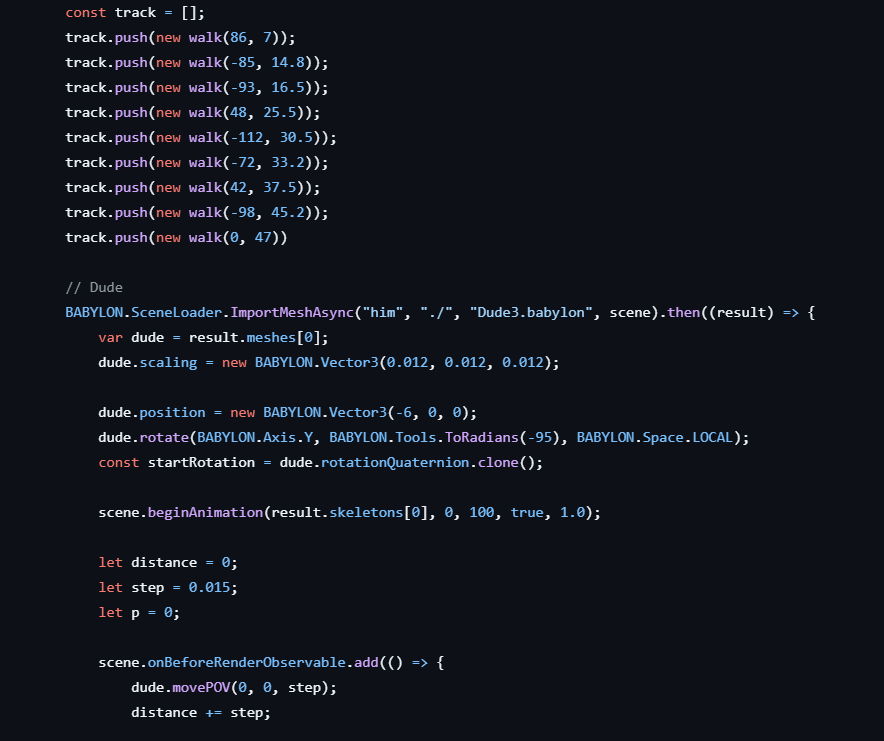 const track = [];
track.push(new walk(86, 7));
track.push(new walk(-85, 14.8));
track.push(new walk(-93, 16.5));
track.push(new walk(48, 25.5));
track.push(new walk(-112, 30.5));
track.push(new walk(-72, 33.2));
track.push(new walk(42, 37.5));
track.push(new walk(-98, 45.2));
track.push(new walk(0, 47))
// Dude
BABYLON.SceneLoader.ImportMeshAsync("him", "./", "Dude3.babylon", scene).then((result) => {
var dude = result.meshes[0];
dude.scaling = new BABYLON.Vector3(0.012, 0.012, 0.012);
dude.position = new BABYLON.Vector3(-6, 0, 0);
dude.rotate(BABYLON.Axis.Y, BABYLON.Tools.ToRadians(-95), BABYLON.Space.LOCAL);
const startRotation = dude.rotationQuaternion.clone();
scene.beginAnimation(result.skeletons[0], 0, 100, true, 1.0);
let distance = 0;
let step = 0.015;
let p = 0;
scene.onBeforeRenderObservable.add(() => {
dude.movePOV(0, 0, step);
distance += step;